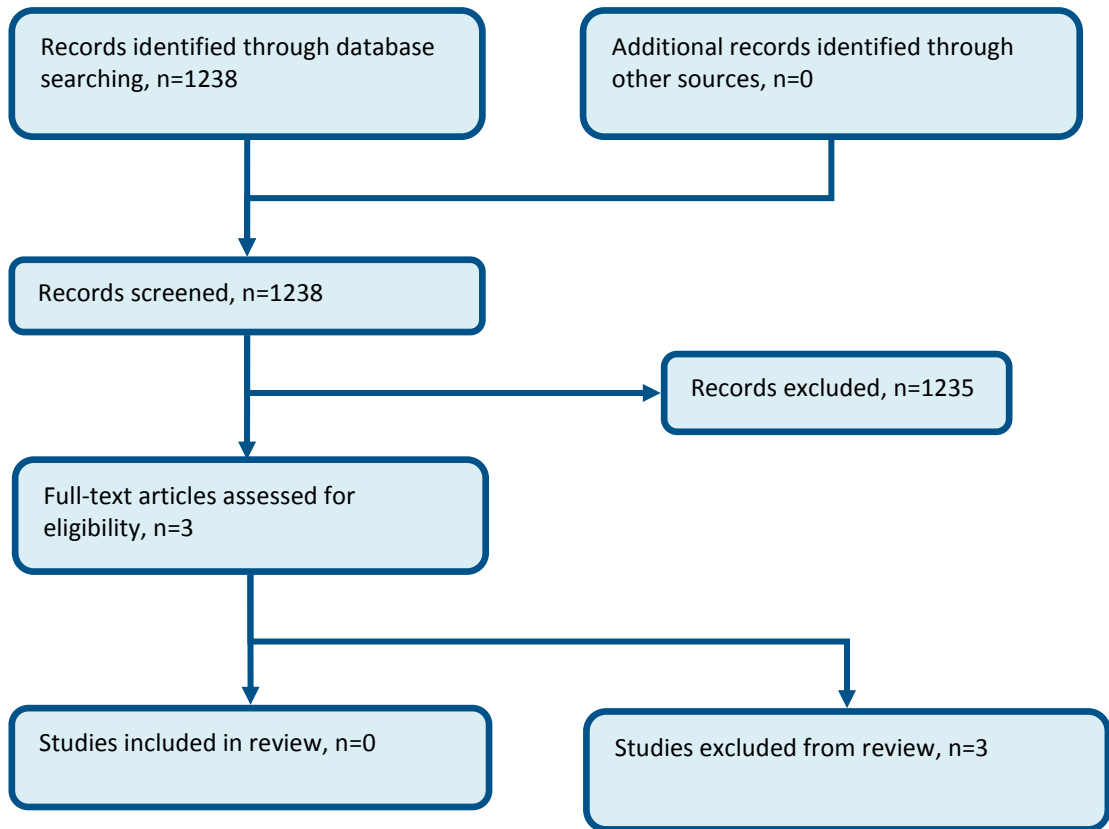 Records identified through database
searching, n=1238
Additional records identified through
other sources, n=0
Records screened, n=1238
Records excluded, n=1235
Full-text articles assessed for
eligibility, n=3
Studies included in review, n=0
Studies excluded from review, n=3